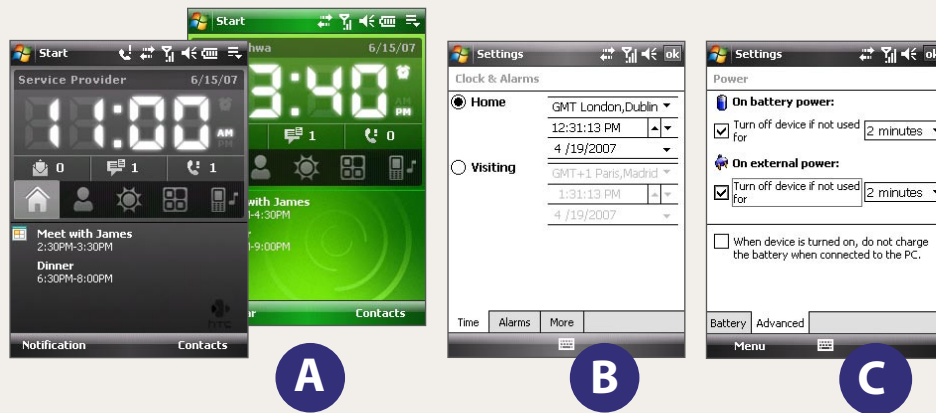 Start
Service Provider 6/15/07
11:00 AM
0 1 1
Meet with James
2:30PM-3:30PM
Dinner
6:30PM-8:00PM
htc
Notification Contacts
Start
hwa 6/15/07
3:40 PM
1 0
with James
-4:30PM
-9:00PM
ar Contacts
A
Settings ok
Clock & Alarms
Home GMT London,Dublin
12:31:13 PM
4 /19/2007
Visiting GMT+1 Paris,Madrid
1:31:13 PM
4 /19/2007
Time Alarms More
B
Settings ok
Power
On battery power:
Turn off device if not used for 2 minutes
On external power:
Turn off device if not used for 2 minutes
When device is turned on, do not charge
the battery when connected to the PC.
Battery Advanced
Menu
C